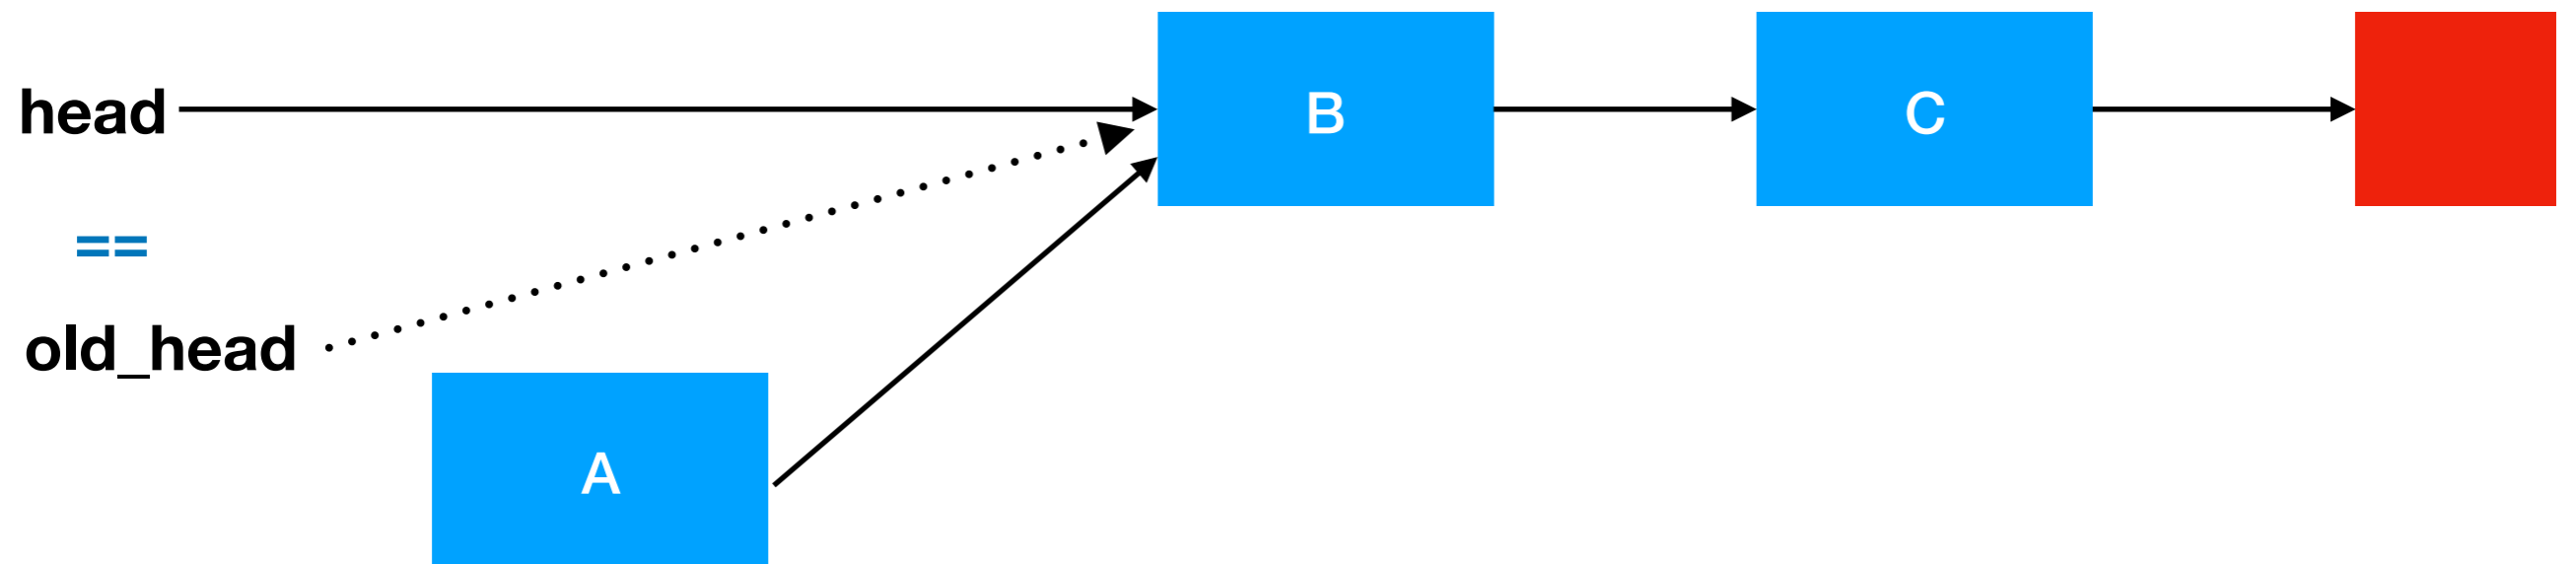 head
B
C
==
old_head
A